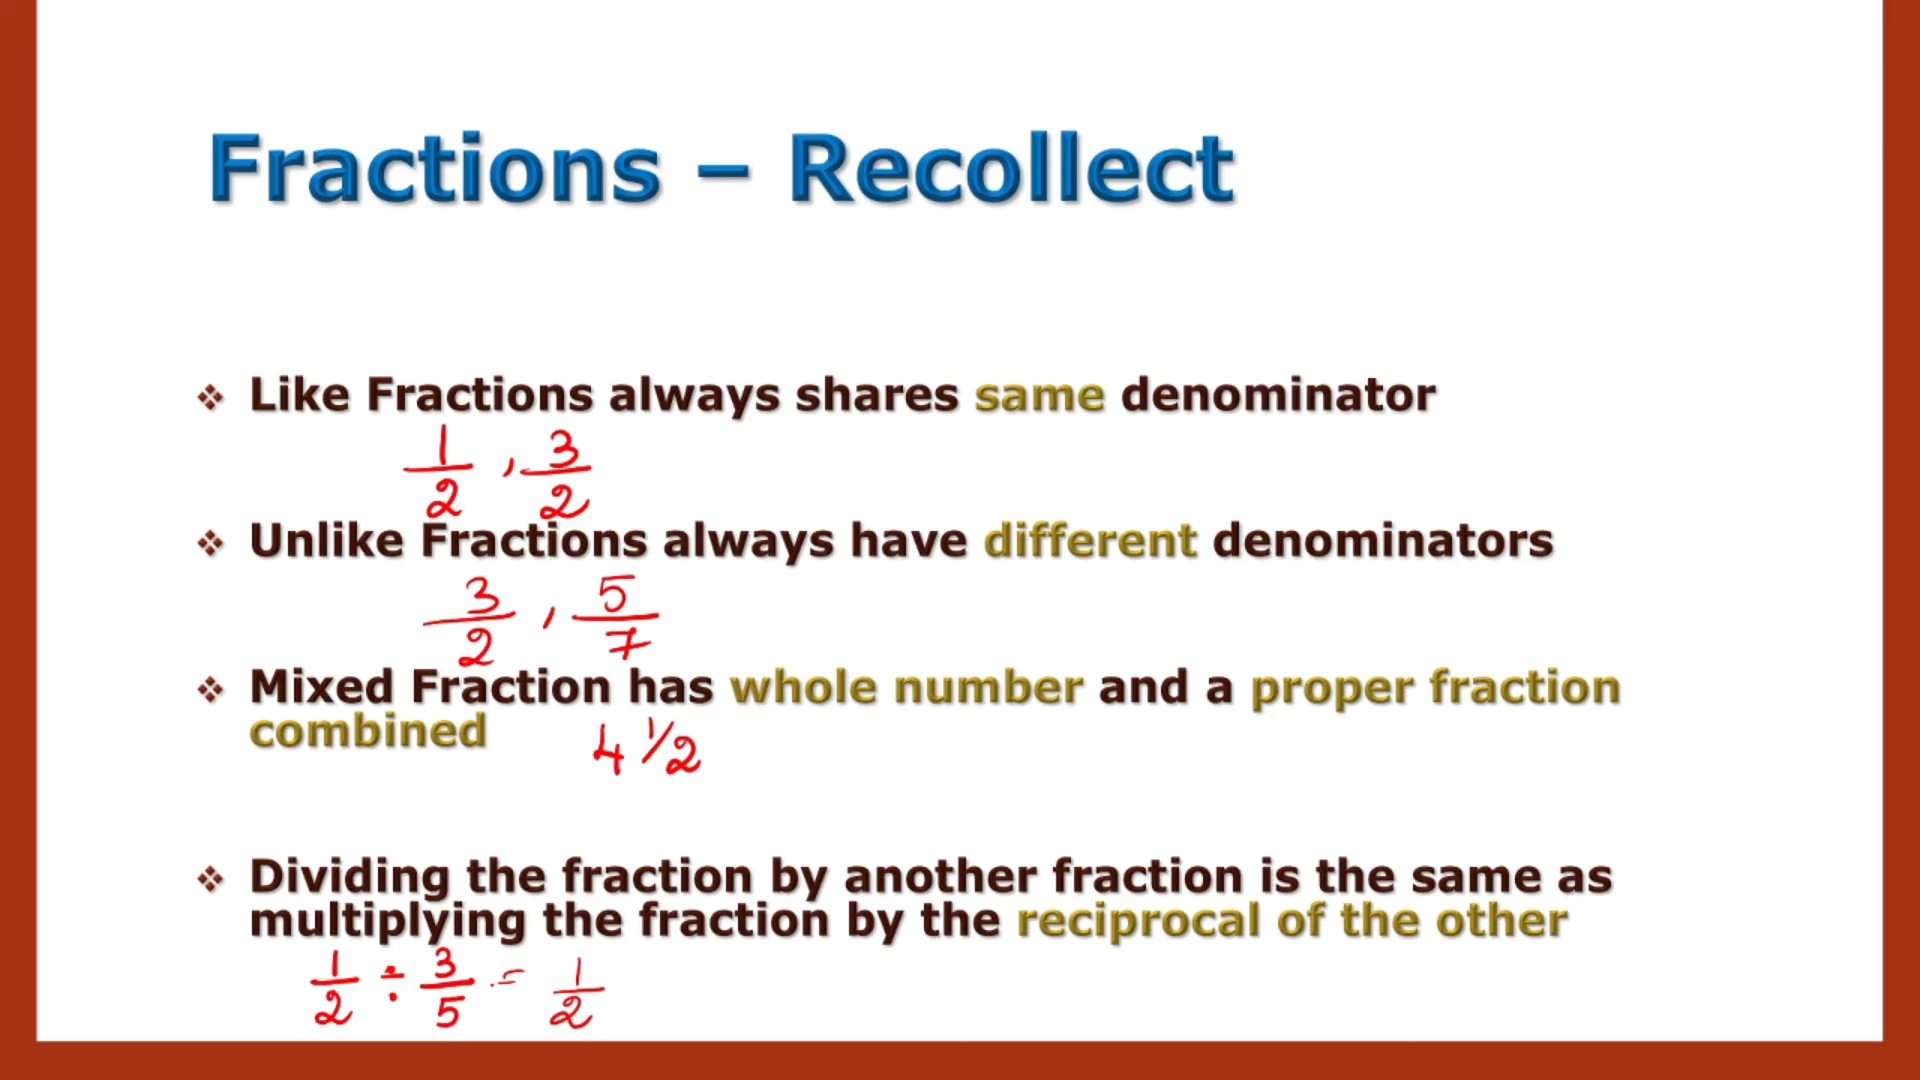 Fractions – Recollect
❖ Like Fractions always shares same denominator
1/2 , 3/2
❖ Unlike Fractions always have different denominators
3/2 , 5/7
❖ Mixed Fraction has whole number and a proper fraction
combined 4 1/2
❖ Dividing the fraction by another fraction is the same as
multiplying the fraction by the reciprocal of the other
1/2 ÷ 3/5 = 1/2